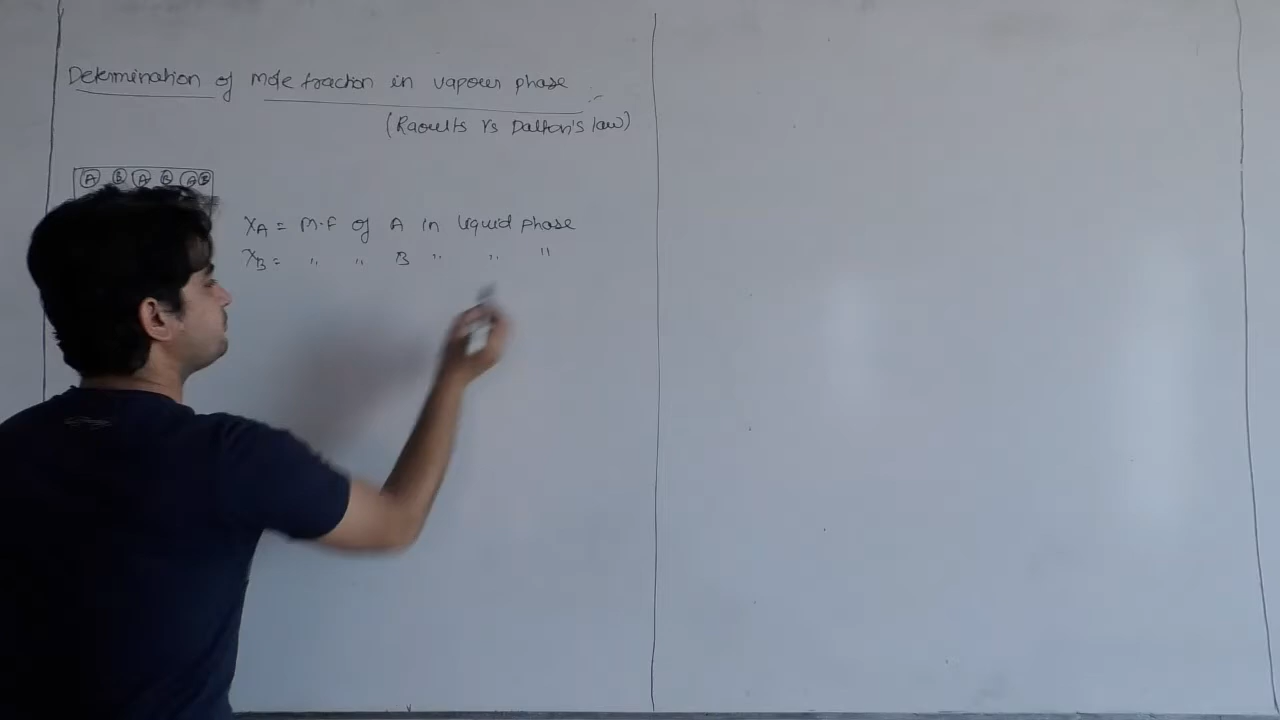 Determination of mole fraction in vapour phase :-
(Raoult's vs Dalton's law)
A B A B A B
XA = M.F of A in liquid phase
XB = " " B " " "